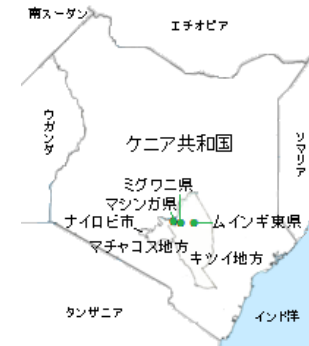 南スーダン
エチオピア
ウガンダ
ケニア共和国
ソマリア
ミグワニ県
マシンガ県
ナイロビ市
ムインギ東県
マチャコス地方
キツイ地方
タンザニア
インド洋